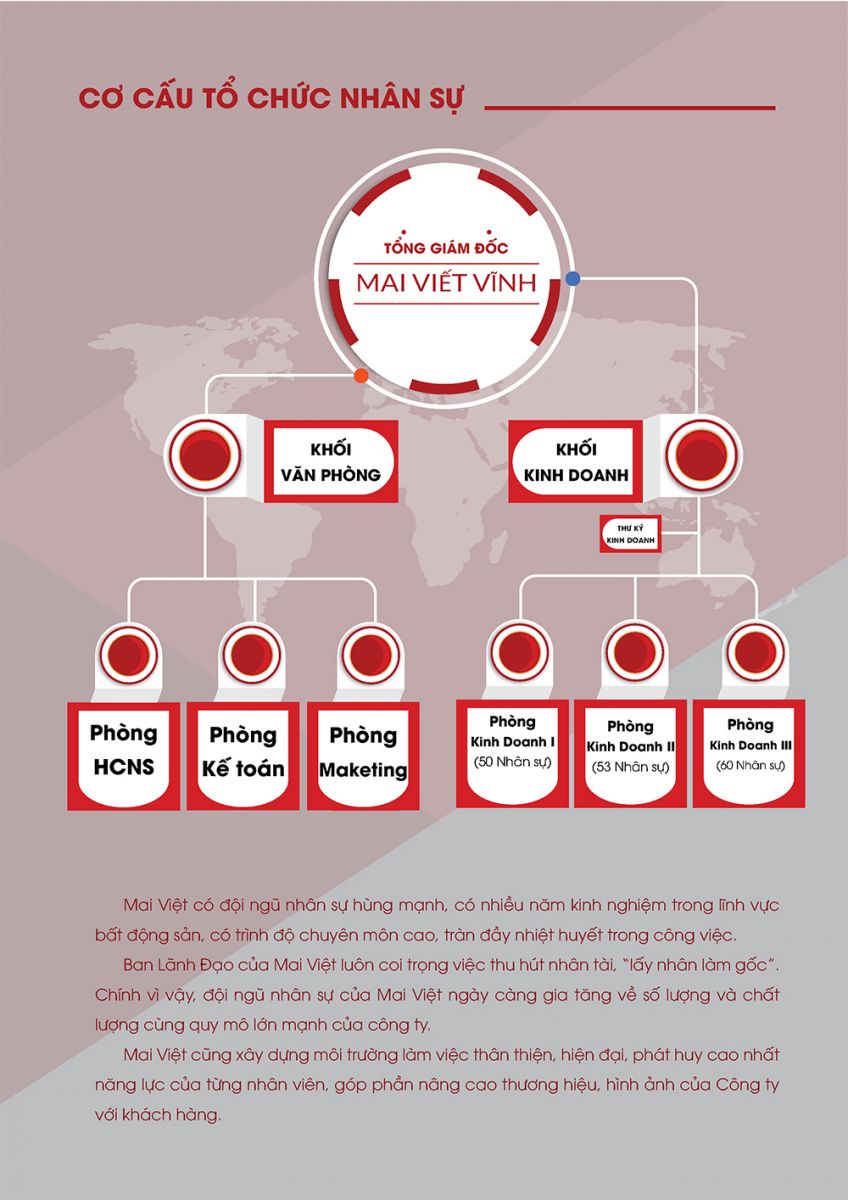 CƠ CẤU TỔ CHỨC NHÂN SỰ
TỔNG GIÁM ĐỐC
MAI VIẾT VĨNH
KHỐI
VĂN PHÒNG
KHỐI
KINH DOANH
THƯ KÝ
KINH DOANH
Phòng
HCNS
Phòng
Kế toán
Phòng
Maketing
Phòng
Kinh Doanh I
(50 Nhân sự)
Phòng
Kinh Doanh II
(53 Nhân sự)
Phòng
Kinh Doanh III
(60 Nhân sự)
Mai Việt có đội ngũ nhân sự hùng mạnh, có nhiều năm kinh nghiệm trong lĩnh vực
bất động sản, có trình độ chuyên môn cao, tràn đầy nhiệt huyết trong công việc.
Ban Lãnh Đạo của Mai Việt luôn coi trọng việc thu hút nhân tài, “lấy nhân làm gốc”.
Chính vì vậy, đội ngũ nhân sự của Mai Việt ngày càng gia tăng về số lượng và chất
lượng cùng quy mô lớn mạnh của công ty.
Mai Việt cũng xây dựng môi trường làm việc thân thiện, hiện đại, phát huy cao nhất
năng lực của từng nhân viên, góp phần nâng cao thương hiệu, hình ảnh của Công ty
với khách hàng.